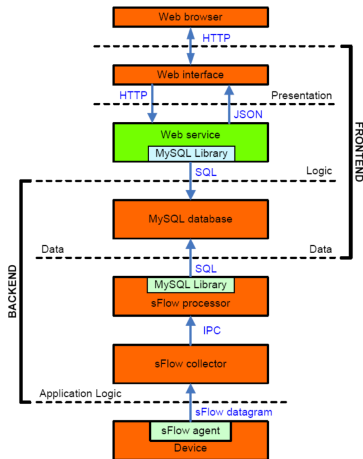 Web browser
HTTP
Web interface
HTTP
Presentation
JSON
Web service
MySQL Library
SQL
Logic
FRONTEND
MySQL database
Data
Data
SQL
BACKEND
MySQL Library
sFlow processor
IPC
sFlow collector
Application Logic
sFlow datagram
sFlow agent
Device